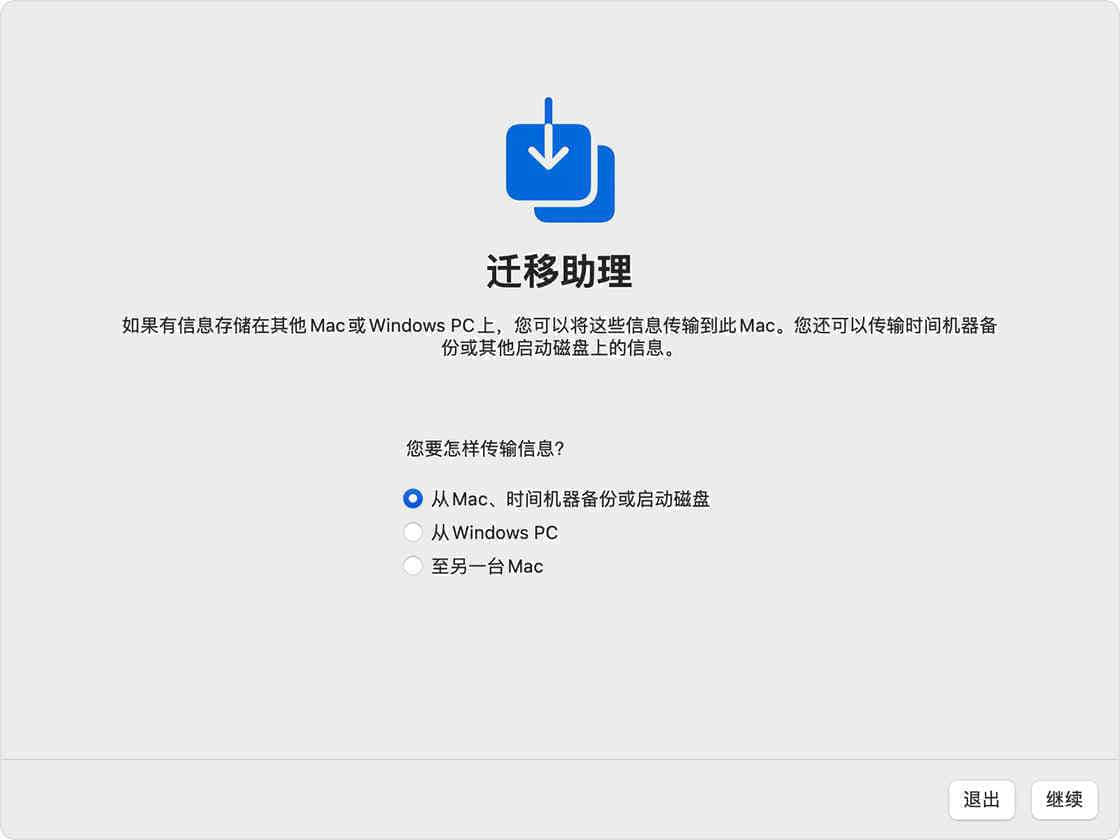 迁移助理
如果有信息存储在其他 Mac 或 Windows PC 上，您可以将这些信息传输到此 Mac。您还可以传输时间机器备
份或其他启动磁盘上的信息。
您要怎样传输信息？
从 Mac、时间机器备份或启动磁盘
从 Windows PC
至另一台 Mac
退出
继续